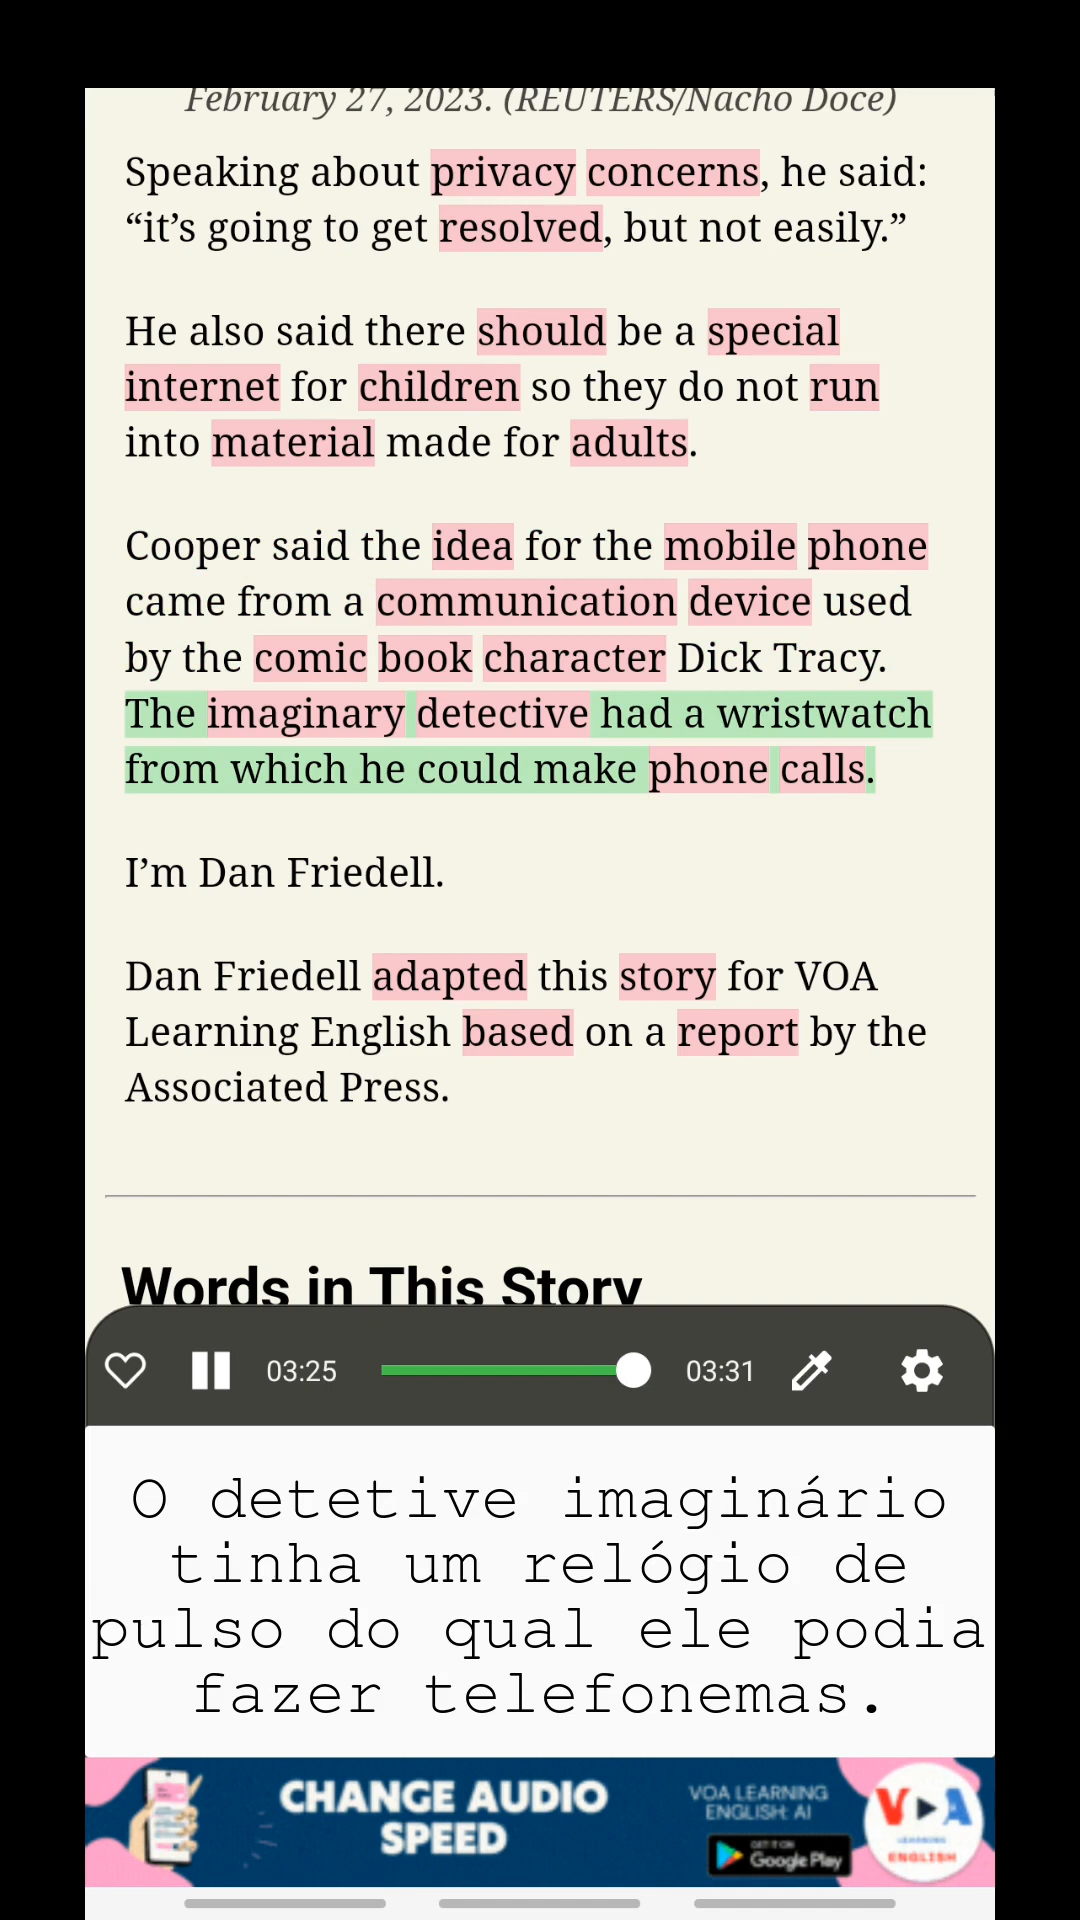 February 27, 2023. (REUTERS/Nacho Doce)
Speaking about privacy concerns, he said:
“it’s going to get resolved, but not easily.”
He also said there should be a special
internet for children so they do not run
into material made for adults.
Cooper said the idea for the mobile phone
came from a communication device used
by the comic book character Dick Tracy.
The imaginary detective had a wristwatch
from which he could make phone calls.
I’m Dan Friedell.
Dan Friedell adapted this story for VOA
Learning English based on a report by the
Associated Press.
Words in This Story
03:25
03:31
O detetive imaginário
tinha um relógio de
pulso do qual ele podia
fazer telefonemas.
CHANGE AUDIO
SPEED
VOA LEARNING
ENGLISH: AI
GET IT ON
Google Play
VOA
LEARNING
ENGLISH